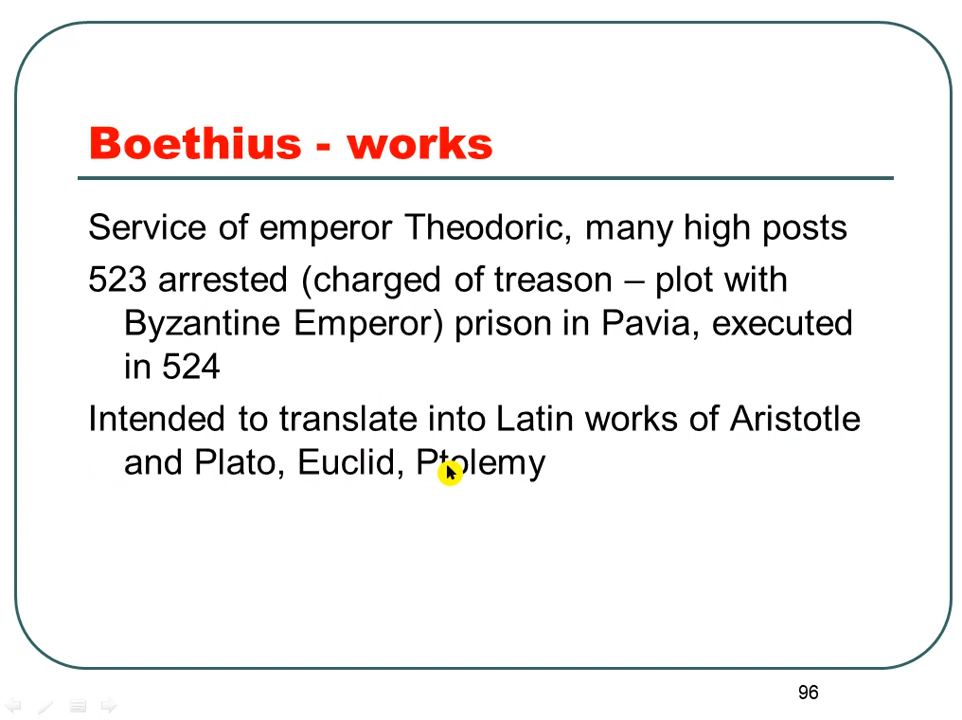 Boethius - works
Service of emperor Theodoric, many high posts
523 arrested (charged of treason – plot with
Byzantine Emperor) prison in Pavia, executed
in 524
Intended to translate into Latin works of Aristotle
and Plato, Euclid, Ptolemy
96